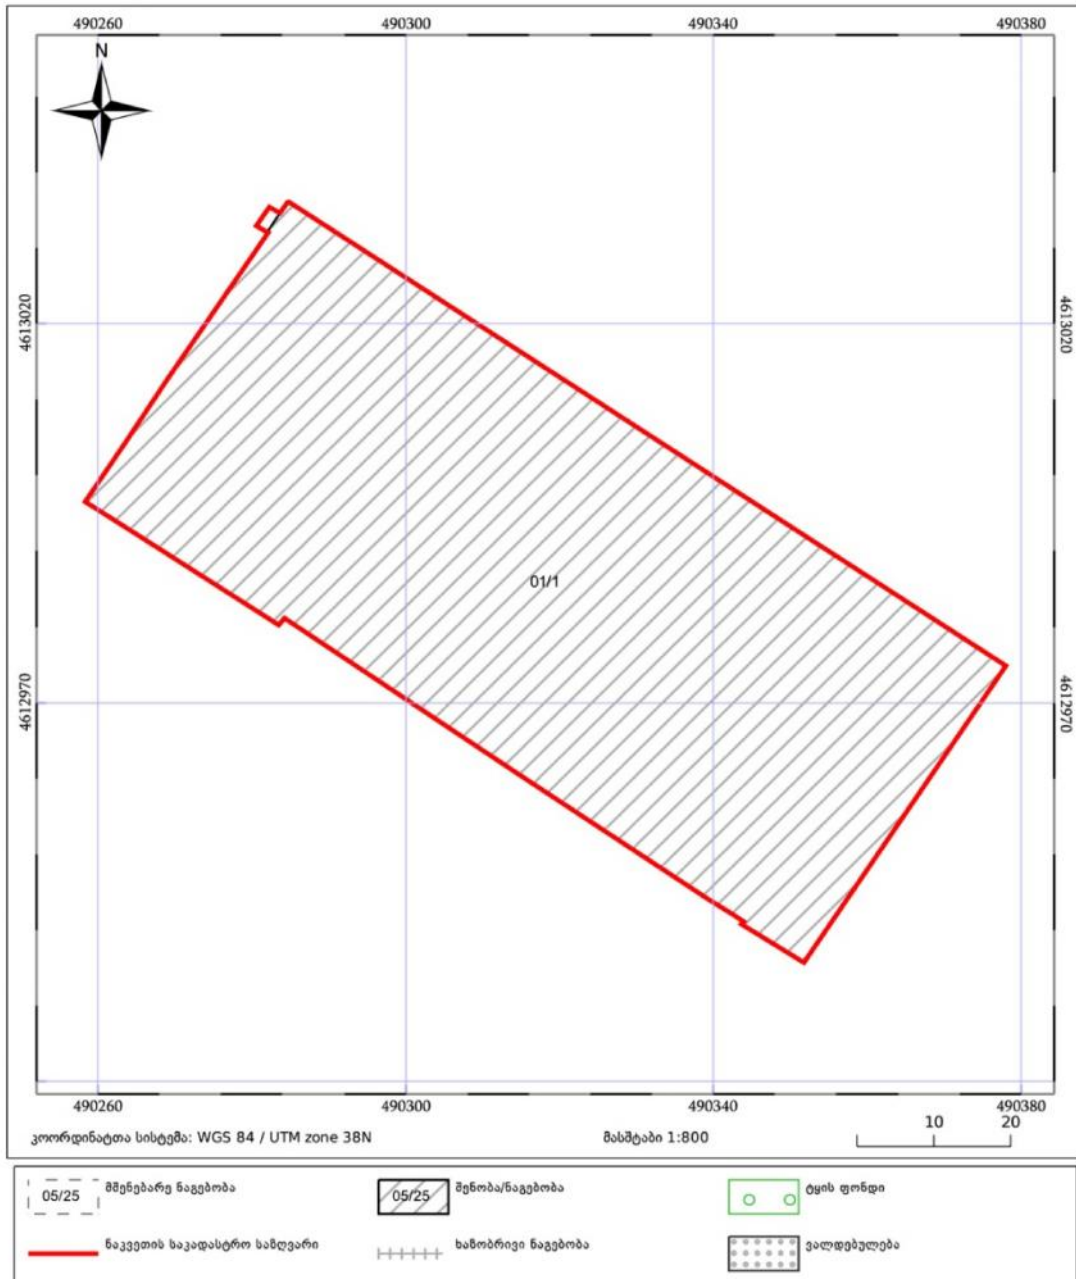 490260 490300 490340 490380
N
4613020 4613020
01/1
4612970 4612970
490260 490300 490340 490380
კოორდინატთა სისტემა: WGS 84 / UTM zone 38N მასშტაბი 1:800 10 20
05/25 მშენებარე ნაგებობა 05/25 შენობა/ნაგებობა ტყის ფონდი
ნაკვეთის საკადასტრო საზღვარი ხაზობრივი ნაგებობა ვალდებულება